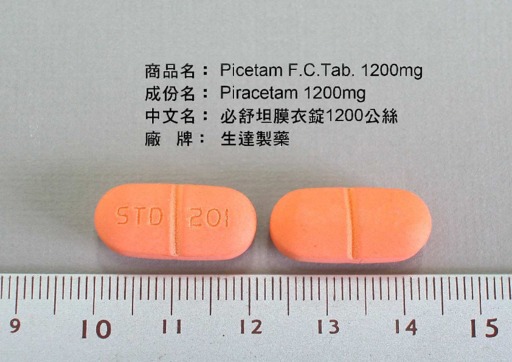 商品名： Picetam F.C.Tab. 1200mg
成份名： Piracetam 1200mg
中文名： 必舒坦膜衣錠1200公絲
廠 牌： 生達製藥
STD 201
9 10 11 12 13 14 15